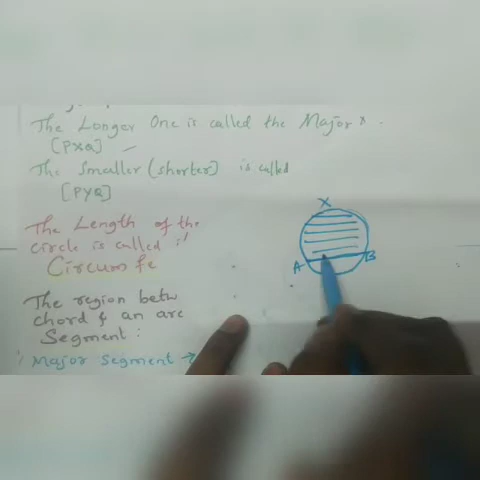 The Longer One is called the Major
[PXQ]
The Smaller (shorter) is called
[PYQ]
The Length of the
circle is called
Circumfe
The region betw
chord & an arc
Segment :
Major Segment →
X
A
B